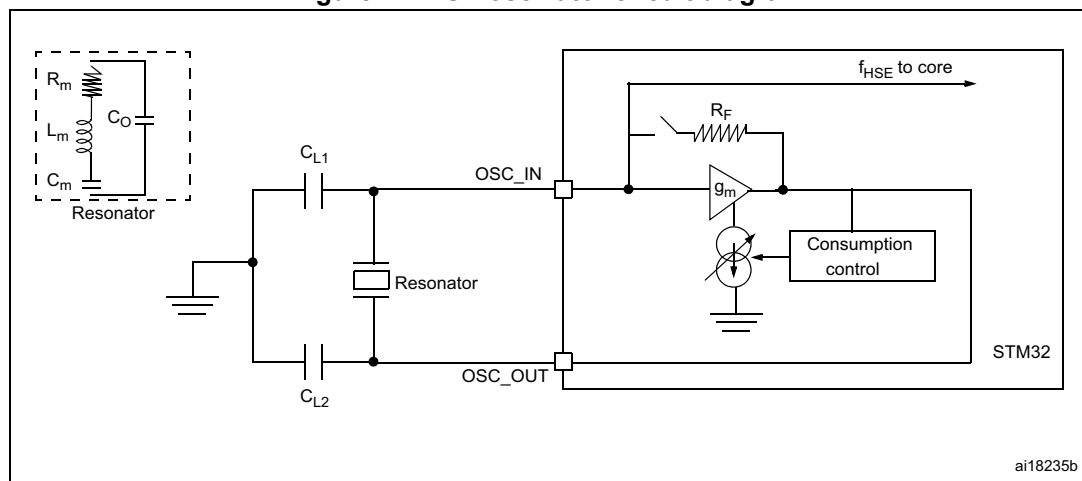 R_m
L_m
C_m
C_O
Resonator
C_L1
C_L2
Resonator
OSC_IN
OSC_OUT
f_HSE to core
R_F
g_m
Consumption
control
STM32
ai18235b